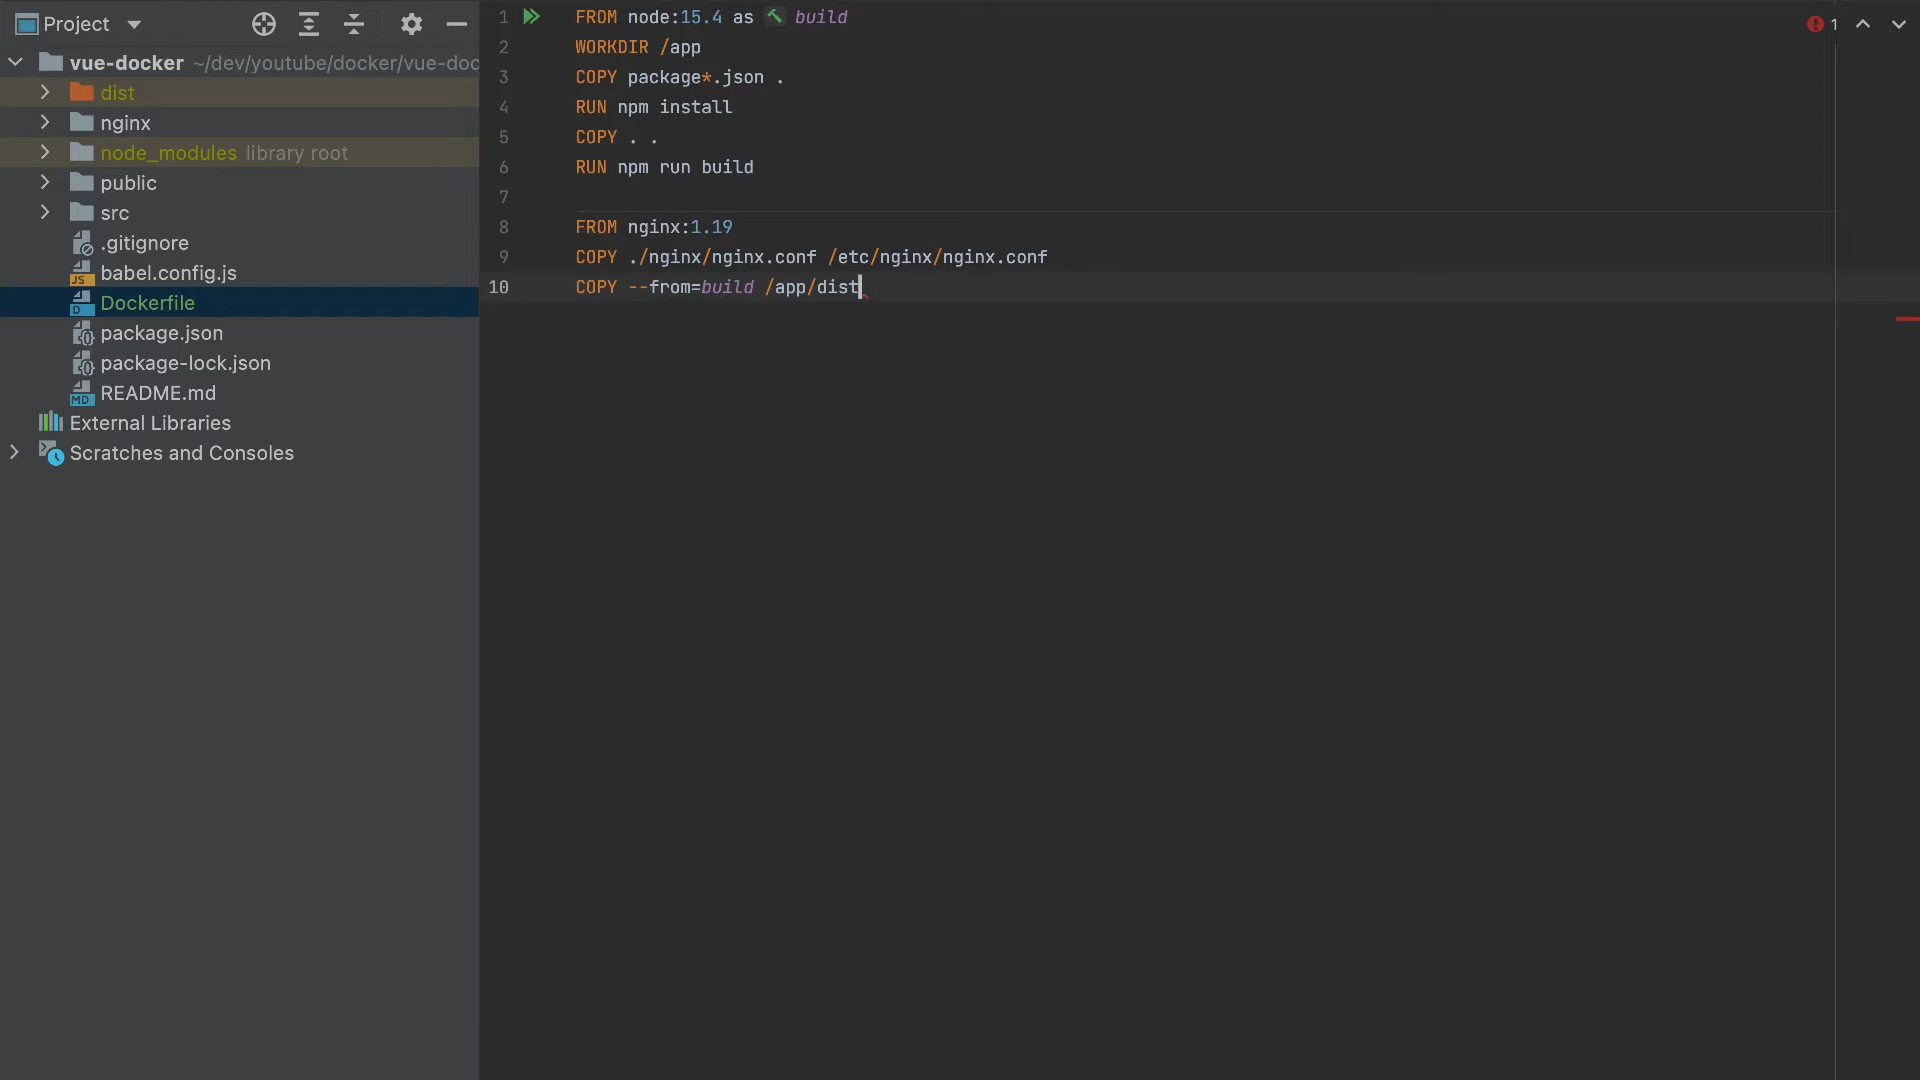 Project
vue-docker ~/dev/youtube/docker/vue-doc
dist
nginx
node_modules library root
public
src
.gitignore
babel.config.js
Dockerfile
package.json
package-lock.json
README.md
External Libraries
Scratches and Consoles
1 FROM node:15.4 as build
2 WORKDIR /app
3 COPY package*.json .
4 RUN npm install
5 COPY . .
6 RUN npm run build
7
8 FROM nginx:1.19
9 COPY ./nginx/nginx.conf /etc/nginx/nginx.conf
10 COPY --from=build /app/dist
1